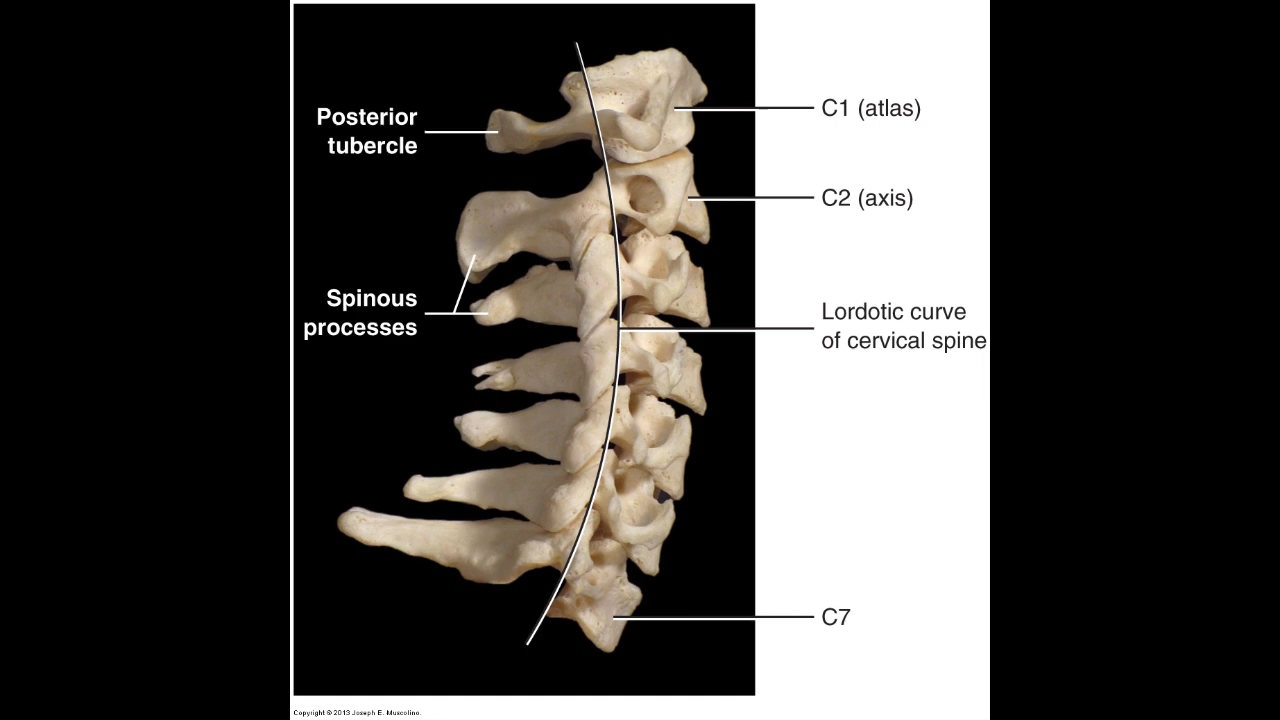 Posterior
tubercle
C1 (atlas)
C2 (axis)
Spinous
processes
Lordotic curve
of cervical spine
C7
Copyright © 2013 Joseph E. Muscolino.